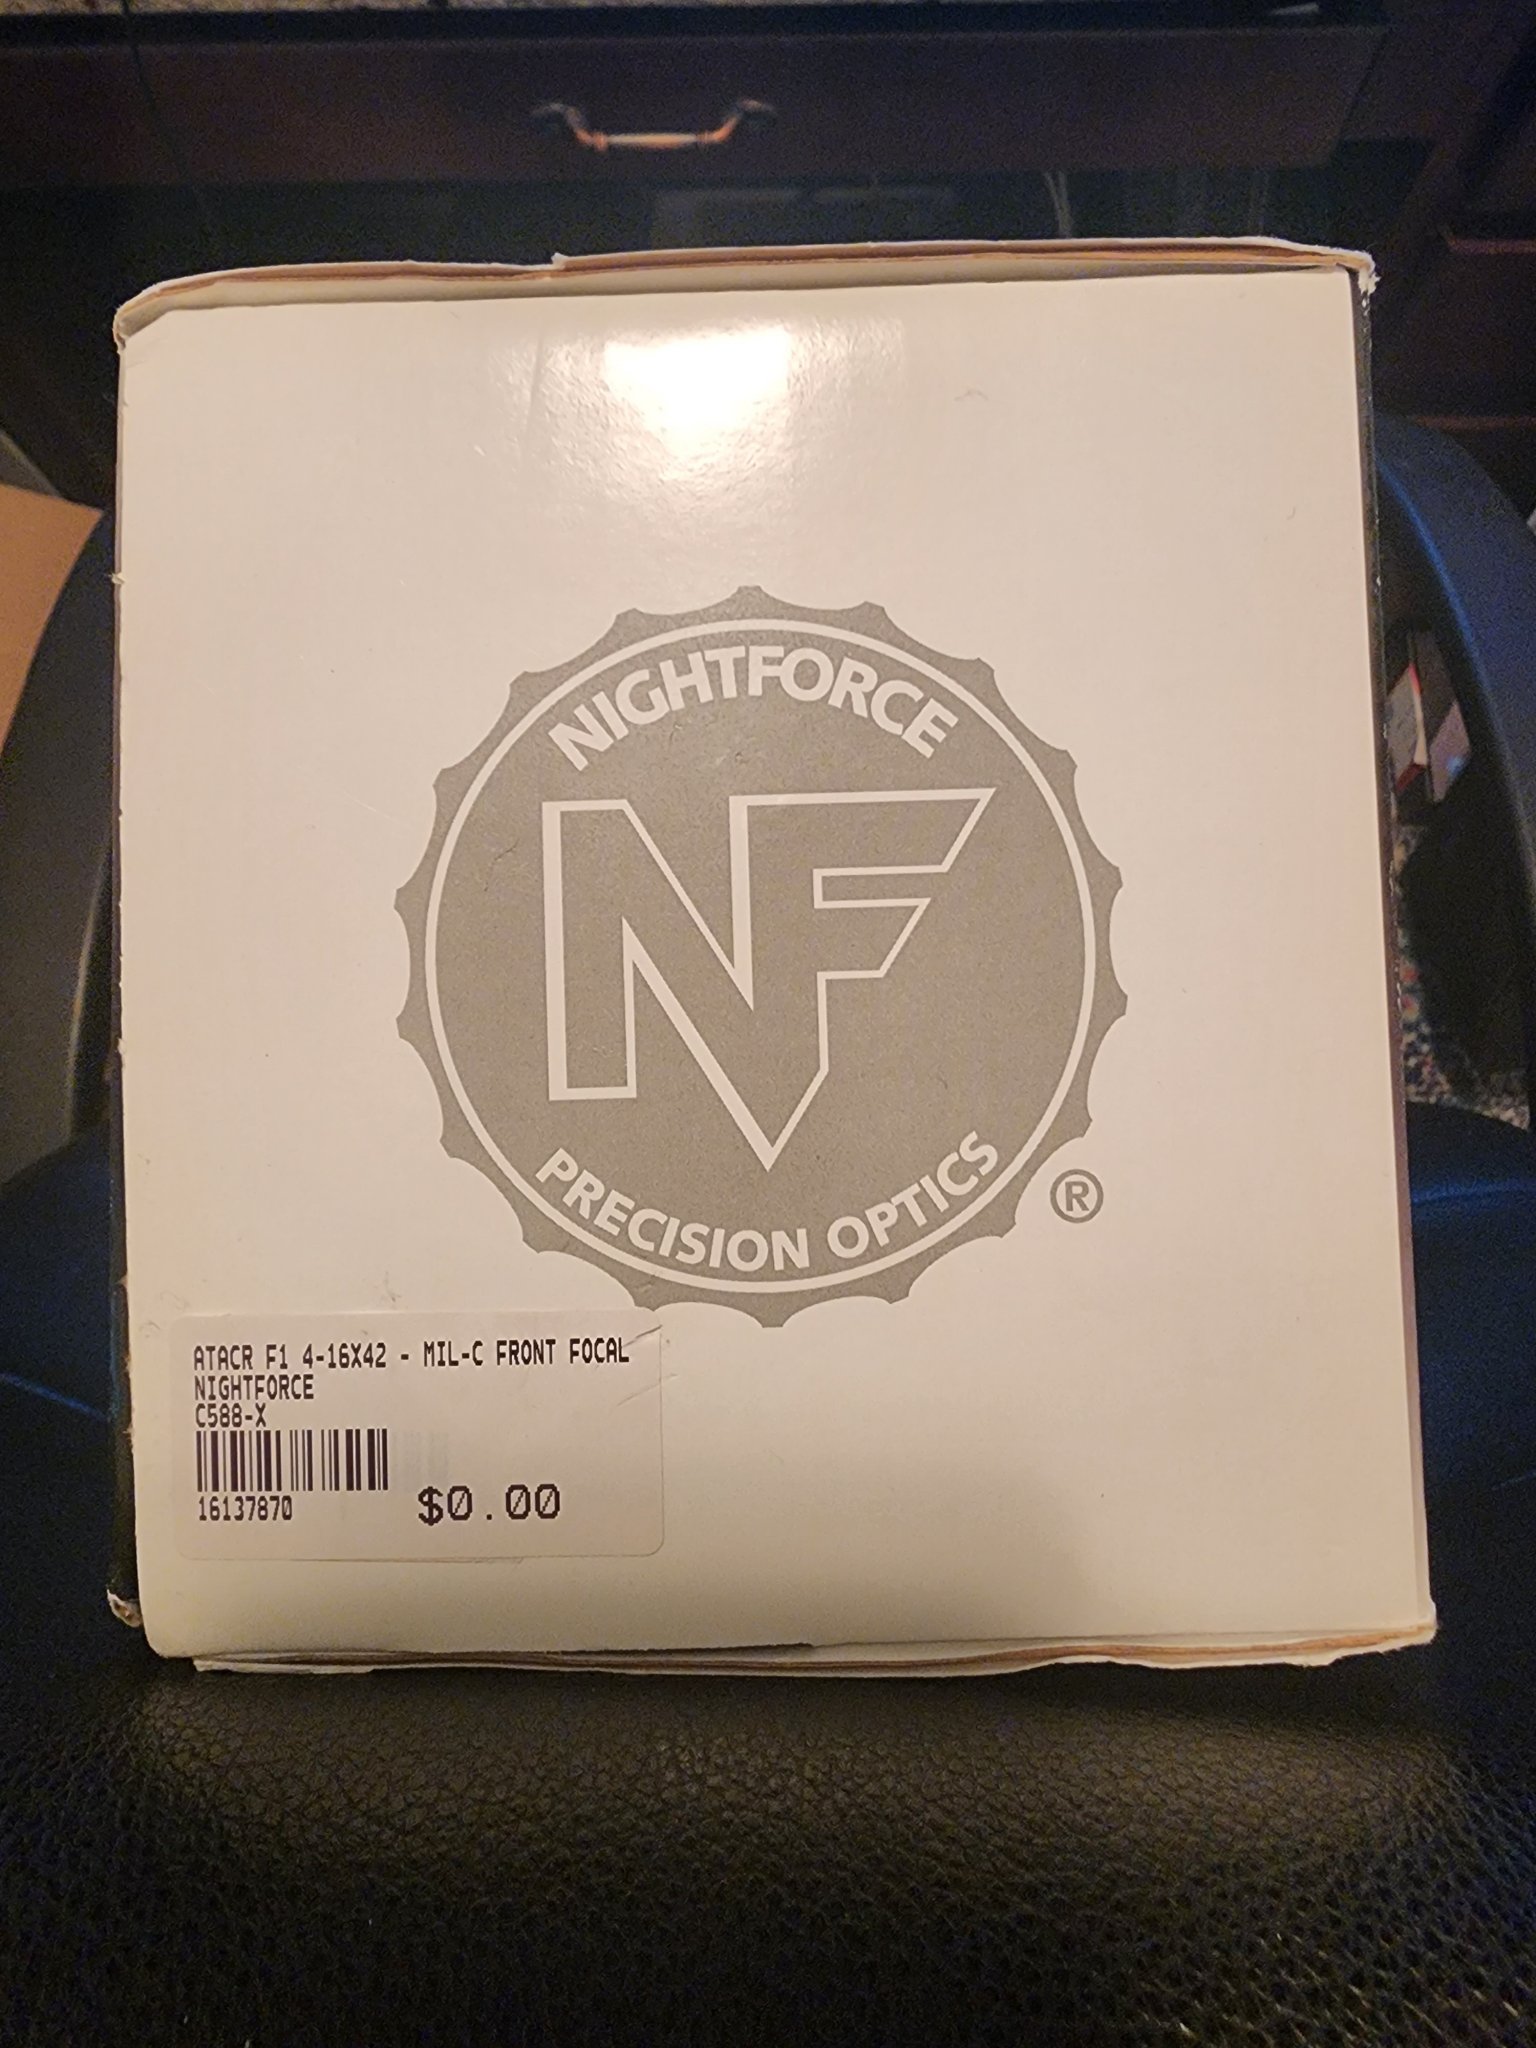 NIGHTFORCE
NF
PRECISION OPTICS
®
ATACR F1 4-16X42 - MIL-C FRONT FOCAL
NIGHTFORCE
C588-X
16137870
$0.00